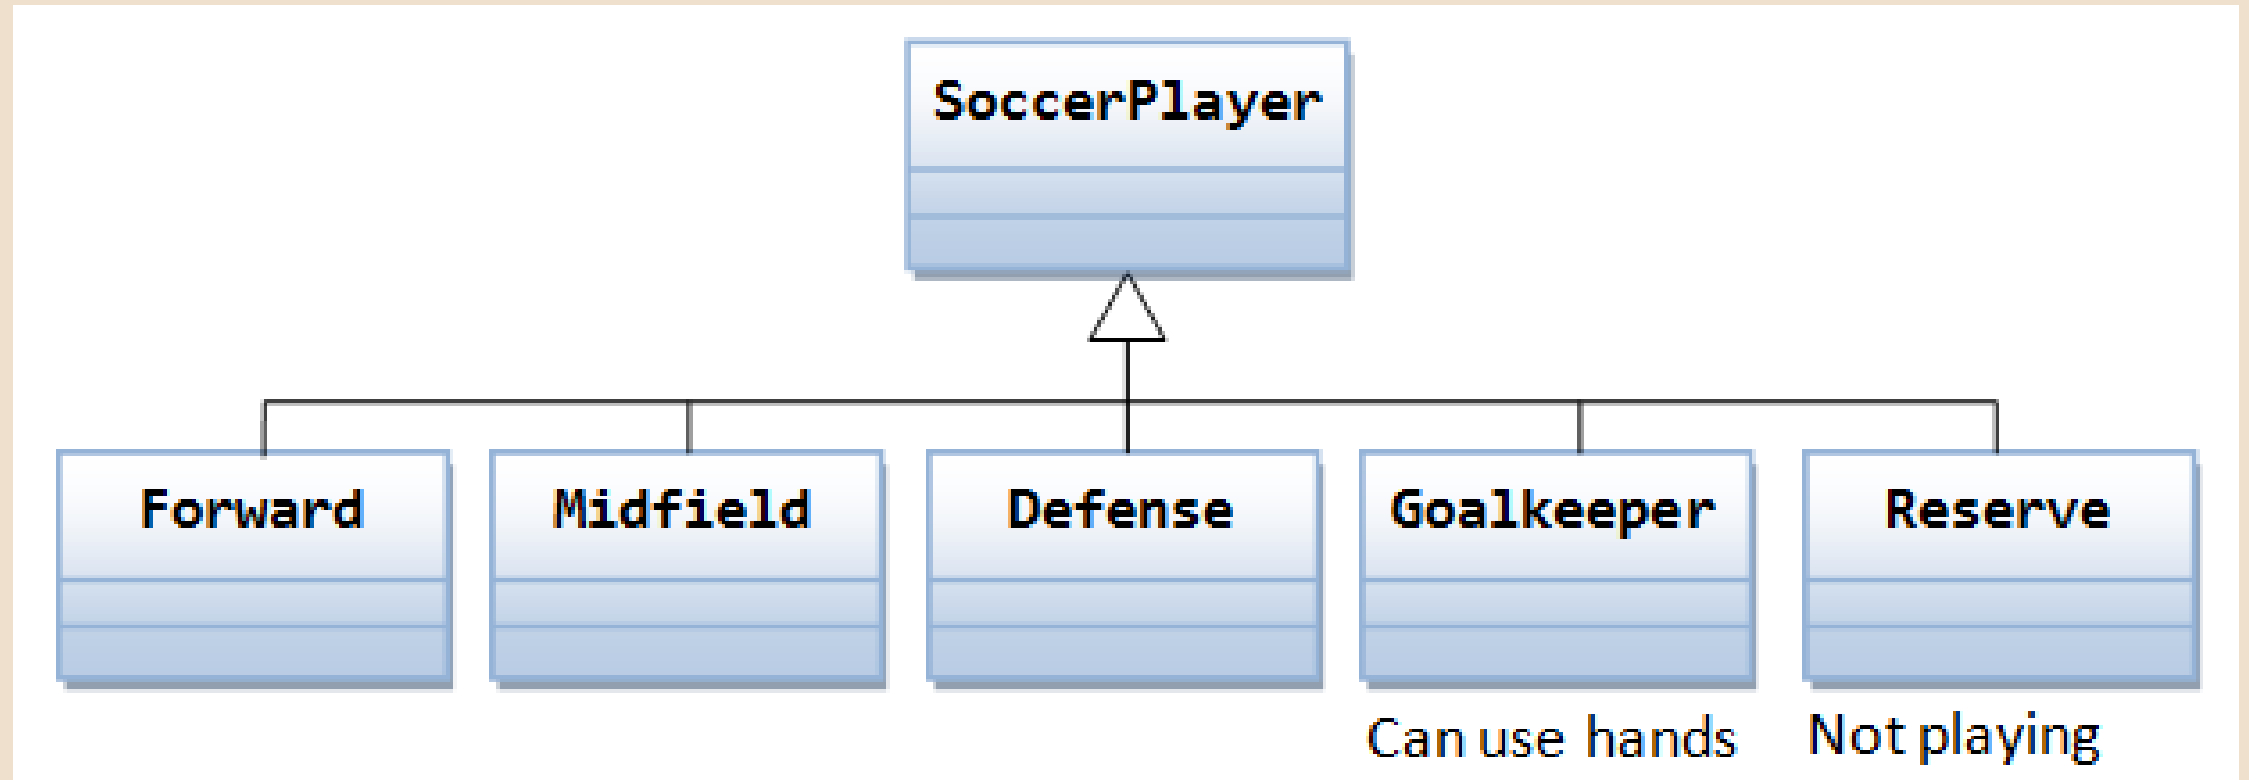 SoccerPlayer
Forward
Midfield
Defense
Goalkeeper
Reserve
Can use hands
Not playing